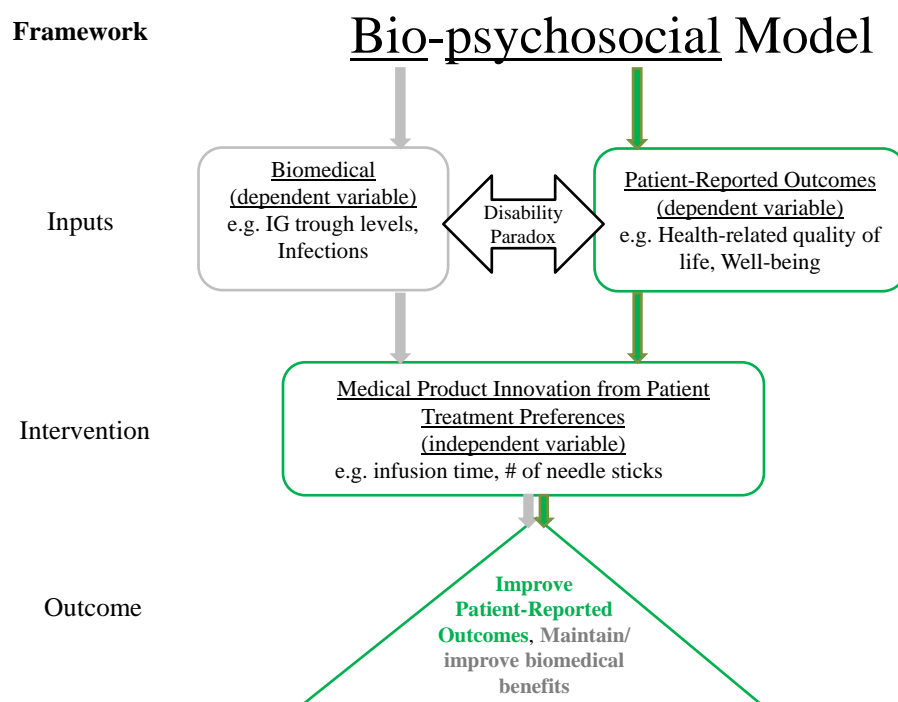 Framework
Bio-psychosocial Model
Inputs
Biomedical
(dependent variable)
e.g. IG trough levels,
Infections
Disability
Paradox
Patient-Reported Outcomes
(dependent variable)
e.g. Health-related quality of
life, Well-being
Intervention
Medical Product Innovation from Patient
Treatment Preferences
(independent variable)
e.g. infusion time, # of needle sticks
Outcome
Improve
Patient-Reported
Outcomes, Maintain/
improve biomedical
benefits